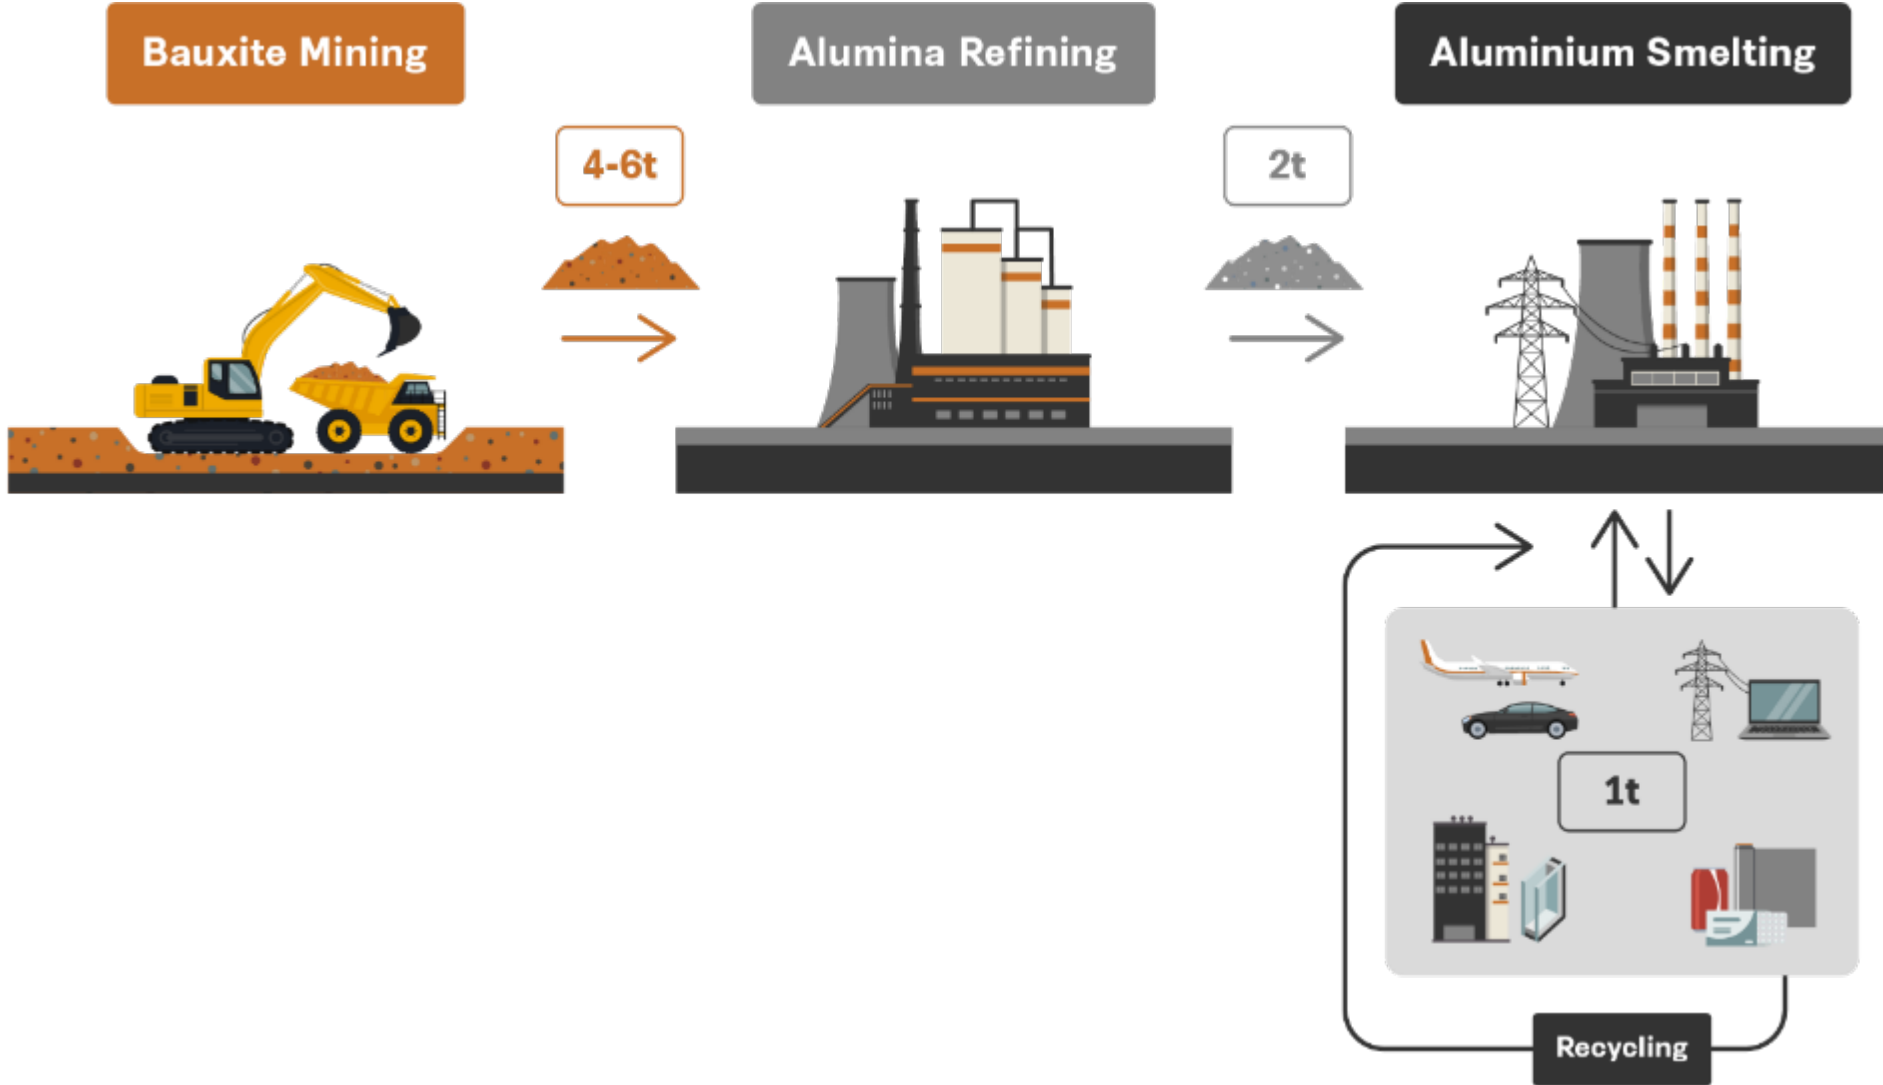 Bauxite Mining
Alumina Refining
Aluminium Smelting
4-6t
2t
1t
Recycling